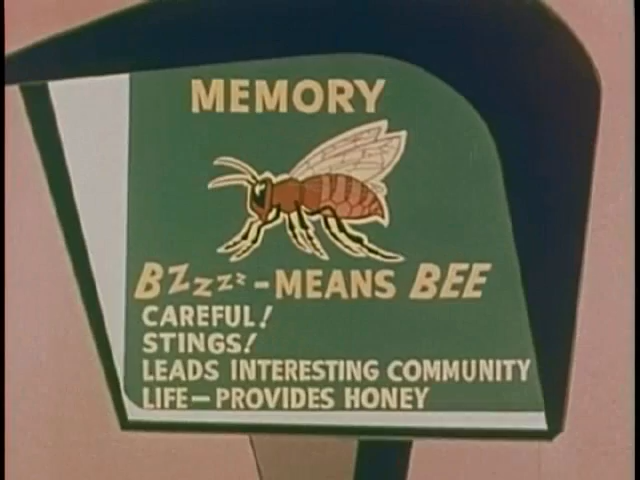 MEMORY
BZZZZ-MEANS BEE
CAREFUL!
STINGS!
LEADS INTERESTING COMMUNITY
LIFE—PROVIDES HONEY